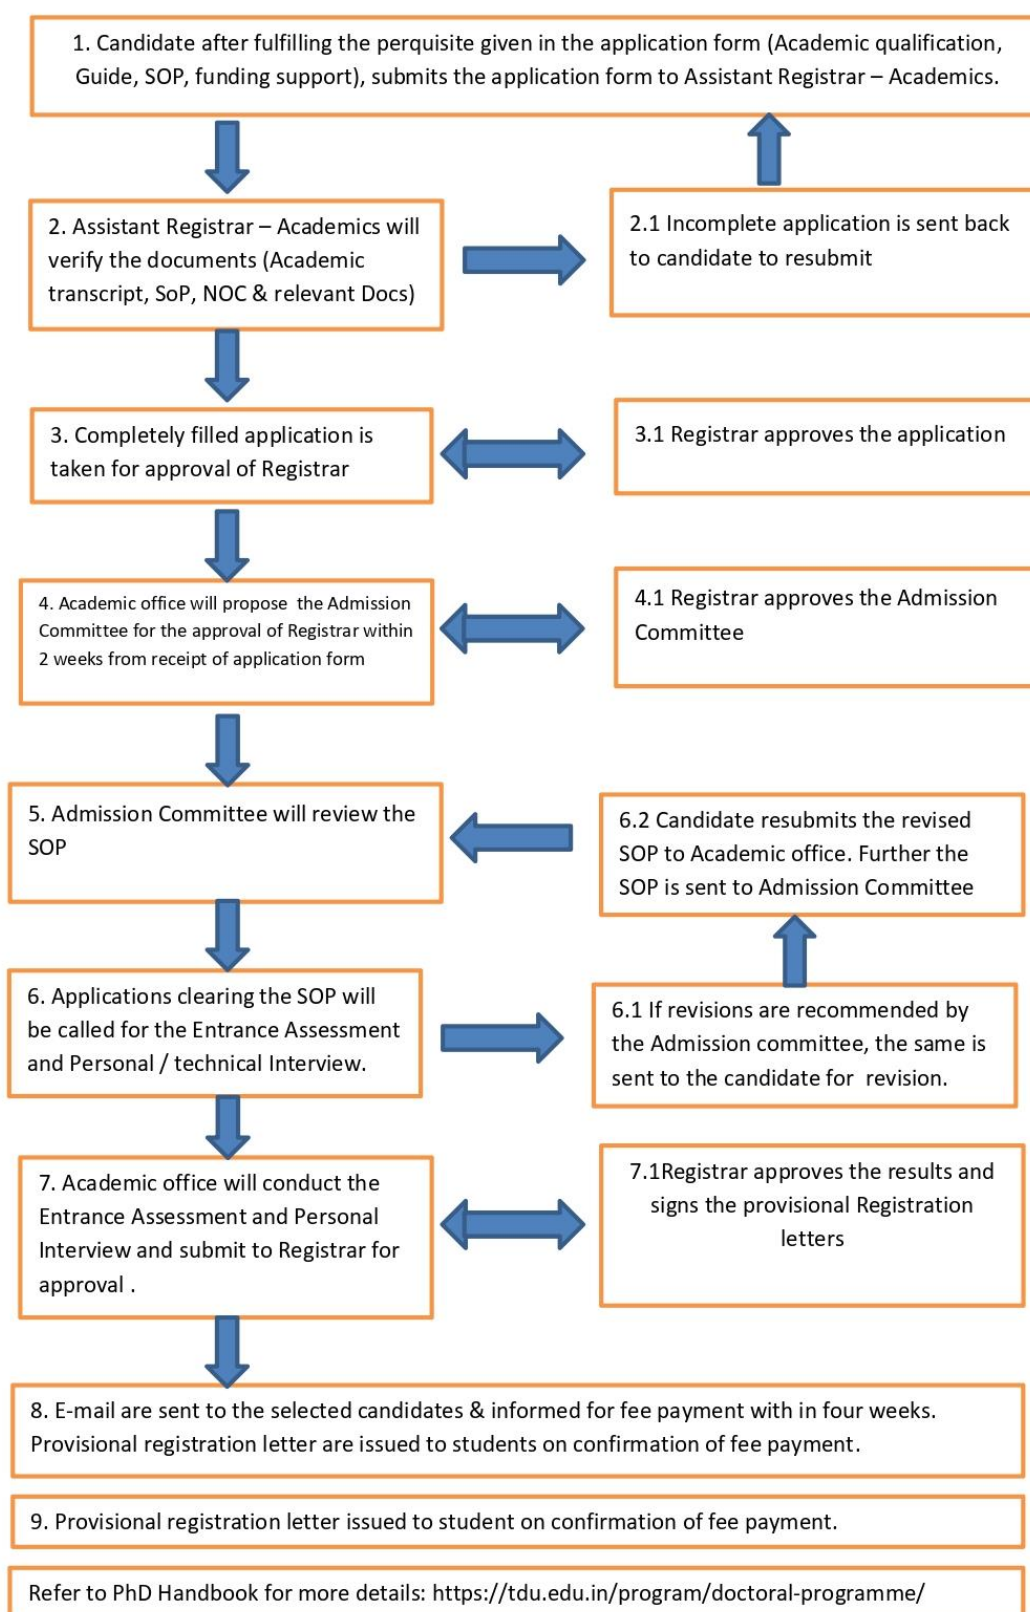 1. Candidate after fulfilling the perquisite given in the application form (Academic qualification,
Guide, SOP, funding support), submits the application form to Assistant Registrar – Academics.
2. Assistant Registrar – Academics will
verify the documents (Academic
transcript, SoP, NOC & relevant Docs)
2.1 Incomplete application is sent back
to candidate to resubmit
3. Completely filled application is
taken for approval of Registrar
3.1 Registrar approves the application
4. Academic office will propose the Admission
Committee for the approval of Registrar within
2 weeks from receipt of application form
4.1 Registrar approves the Admission
Committee
5. Admission Committee will review the
SOP
6.2 Candidate resubmits the revised
SOP to Academic office. Further the
SOP is sent to Admission Committee
6. Applications clearing the SOP will
be called for the Entrance Assessment
and Personal / technical Interview.
6.1 If revisions are recommended by
the Admission committee, the same is
sent to the candidate for revision.
7. Academic office will conduct the
Entrance Assessment and Personal
Interview and submit to Registrar for
approval .
7.1Registrar approves the results and
signs the provisional Registration
letters
8. E-mail are sent to the selected candidates & informed for fee payment with in four weeks.
Provisional registration letter are issued to students on confirmation of fee payment.
9. Provisional registration letter issued to student on confirmation of fee payment.
Refer to PhD Handbook for more details: https://tdu.edu.in/program/doctoral-programme/